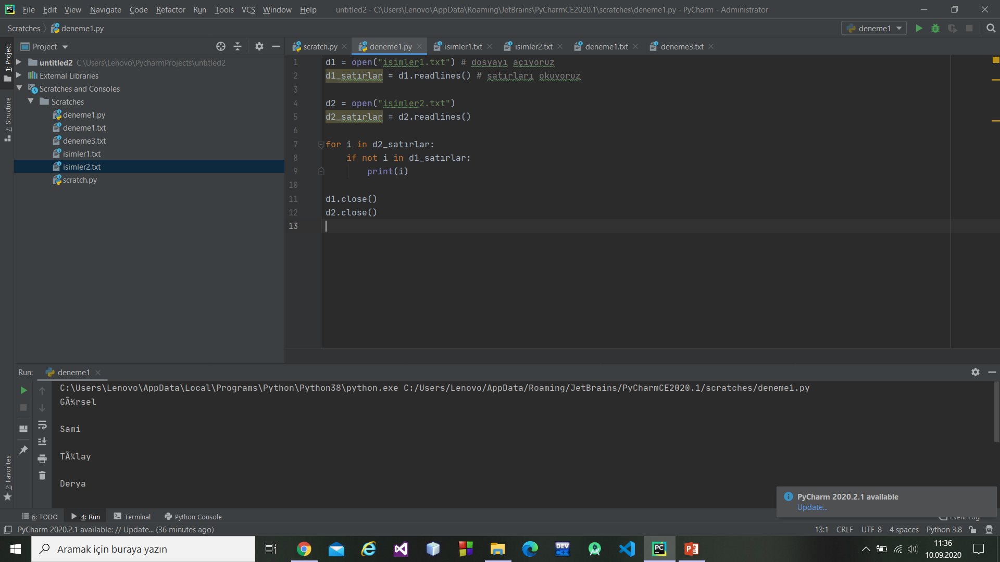 File Edit View Navigate Code Refactor Run Tools VCS Window Help untitled2 - C:\Users\Lenovo\AppData\Roaming\JetBrains\PyCharmCE2020.1\scratches\deneme1.py - PyCharm - Administrator
Scratches deneme1.py deneme1
Project scratch.py deneme1.py isimler1.txt isimler2.txt deneme1.txt deneme3.txt
1: Project
7: Structure
2: Favorites
untitled2 C:\Users\Lenovo\PycharmProjects\untitled2
External Libraries
Scratches and Consoles
Scratches
deneme1.py
deneme1.txt
deneme3.txt
isimler1.txt
isimler2.txt
scratch.py
1 d1 = open("isimler1.txt") # dosyayı açıyoruz
2 d1_satırlar = d1.readlines() # satırları okuyoruz
3
4 d2 = open("isimler2.txt")
5 d2_satırlar = d2.readlines()
6
7 for i in d2_satırlar:
8 if not i in d1_satırlar:
9 print(i)
10
11 d1.close()
12 d2.close()
13
Run: deneme1
C:\Users\Lenovo\AppData\Local\Programs\Python\Python38\python.exe C:/Users/Lenovo/AppData/Roaming/JetBrains/PyCharmCE2020.1/scratches/deneme1.py
GÃ¼rsel
Sami
TÃ¼lay
Derya
PyCharm 2020.2.1 available
Update...
6: TODO 4: Run Terminal Python Console Event Log
PyCharm 2020.2.1 available: // Update... (36 minutes ago) 13:1 CRLF UTF-8 4 spaces Python 3.8
Aramak için buraya yazın
DEV C++
PC
11:36
10.09.2020